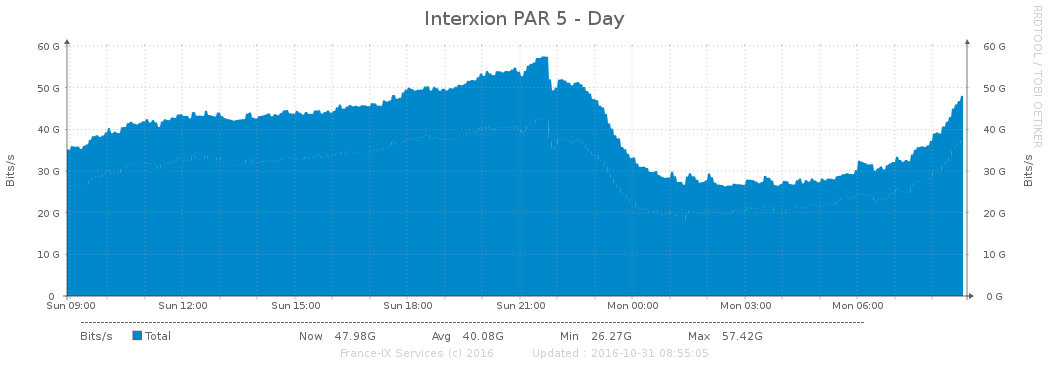 Interxion PAR 5 - Day
RRDTOOL / TOBI OETIKER
60 G 60 G
50 G 50 G
40 G 40 G
30 G 30 G
20 G 20 G
10 G 10 G
0 0 G
Bits/s Bits/s
Sun 09:00 Sun 12:00 Sun 15:00 Sun 18:00 Sun 21:00 Mon 00:00 Mon 03:00 Mon 06:00
Bits/s Total Now 47.98G Avg 40.08G Min 26.27G Max 57.42G
France-IX Services (c) 2016 Updated : 2016-10-31 08:55:05